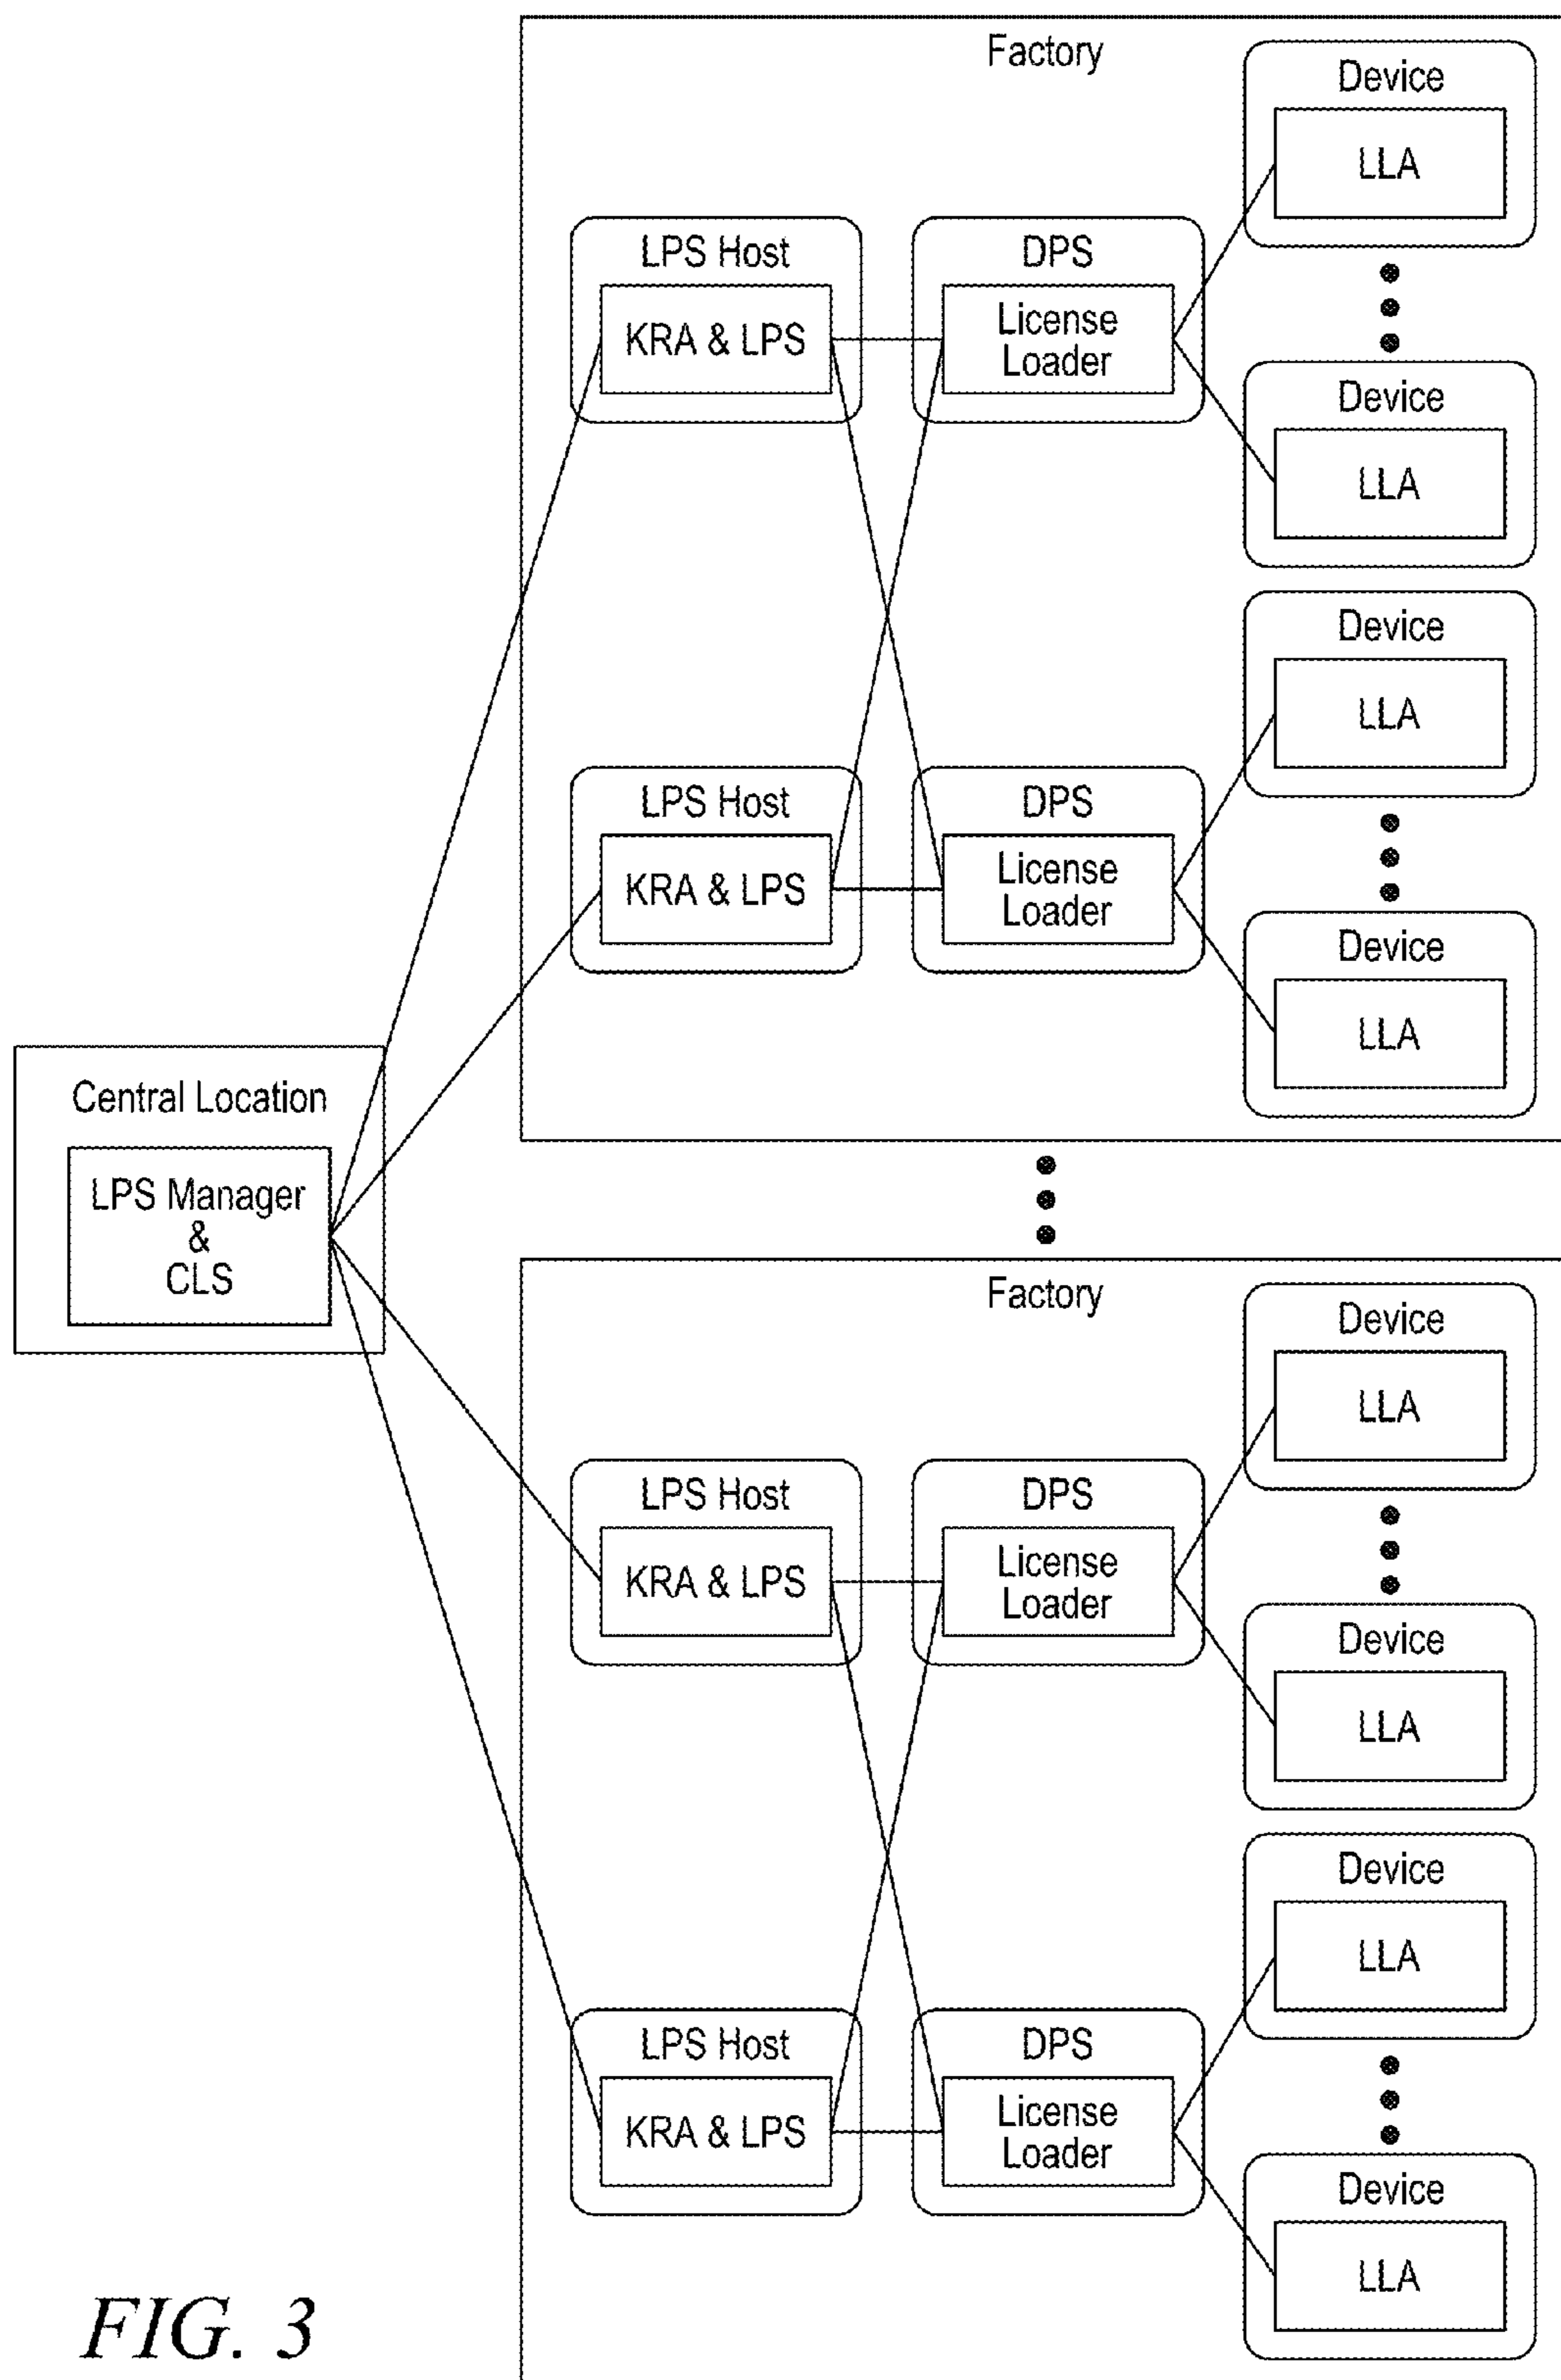 Factory
Device
LLA
LPS Host
KRA & LPS
DPS
License
Loader
Device
LLA
Device
LLA
LPS Host
KRA & LPS
DPS
License
Loader
Device
LLA
Central Location
LPS Manager
&
CLS
Factory
Device
LLA
LPS Host
KRA & LPS
DPS
License
Loader
Device
LLA
Device
LLA
LPS Host
KRA & LPS
DPS
License
Loader
Device
LLA
FIG. 3